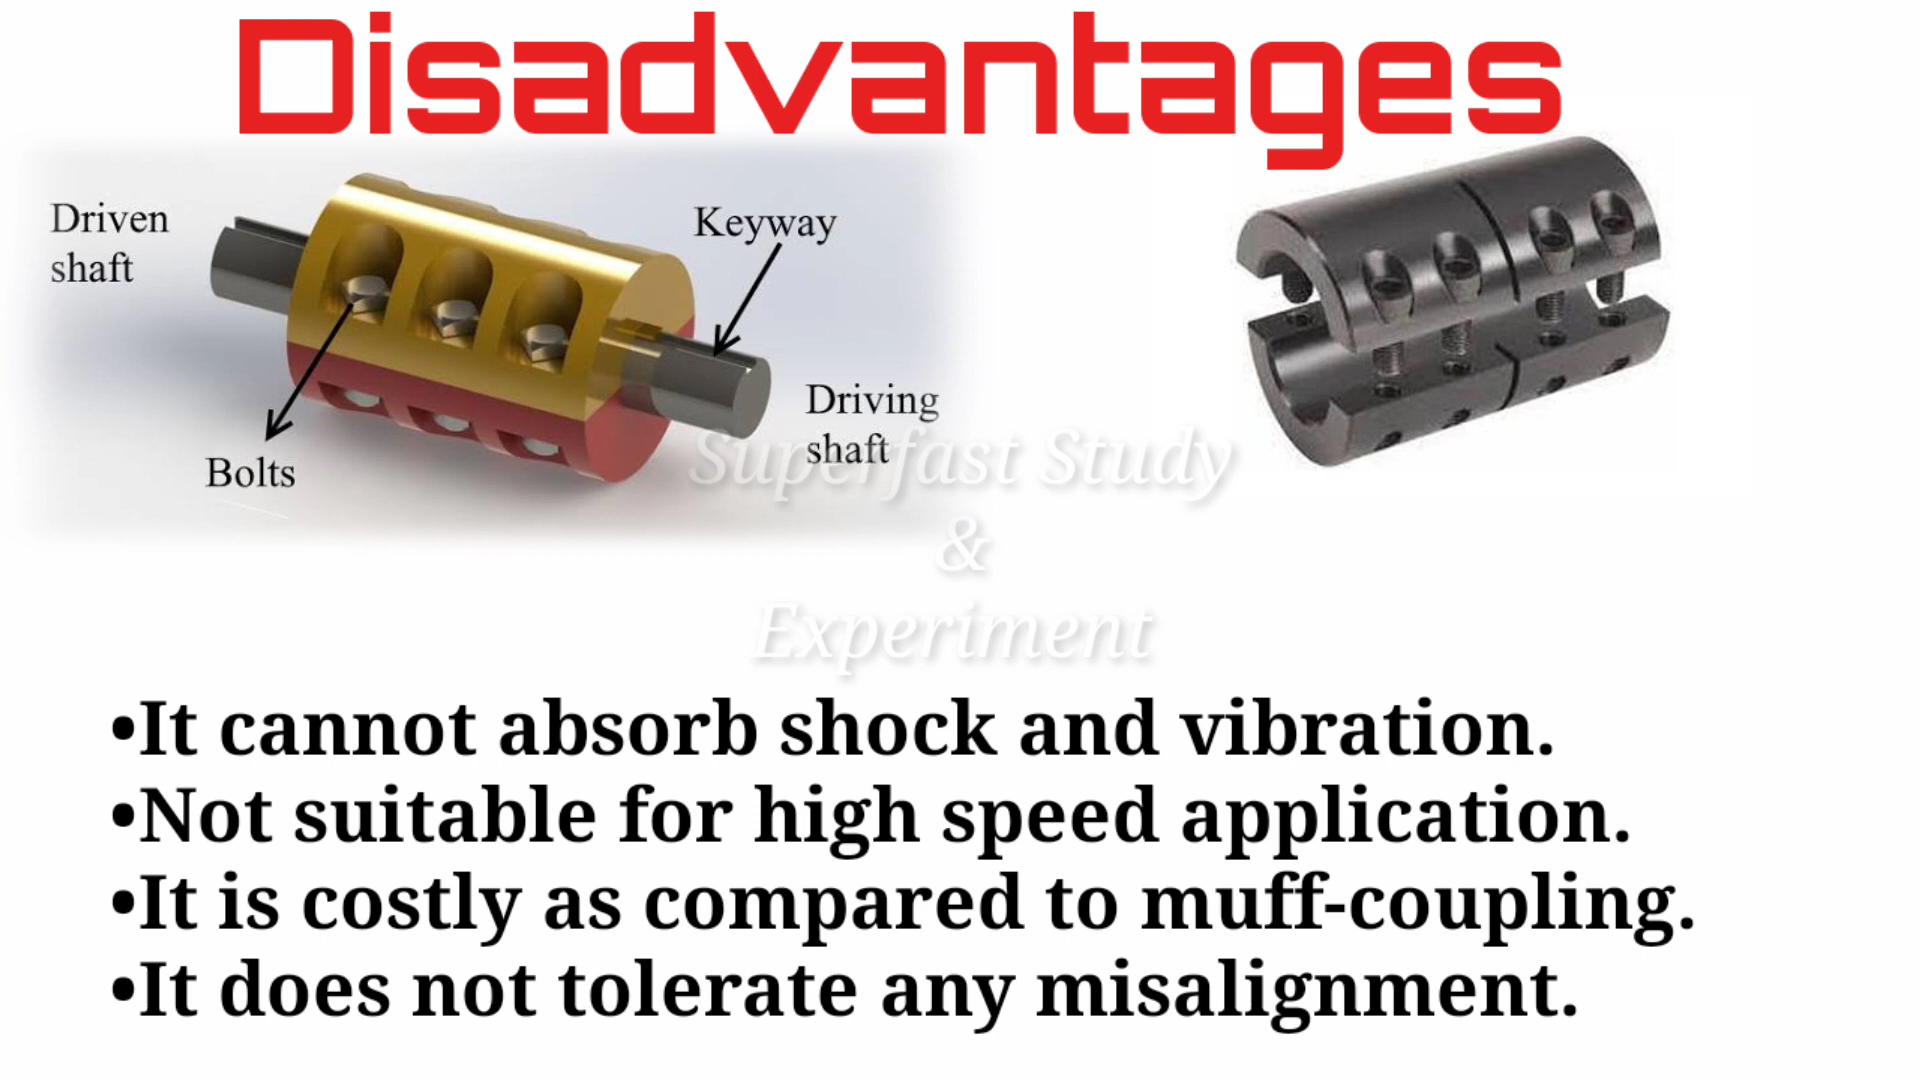 Disadvantages
Driven
shaft
Keyway
Driving
shaft
Bolts
Superfast Study
&
Experiment
•It cannot absorb shock and vibration.
•Not suitable for high speed application.
•It is costly as compared to muff-coupling.
•It does not tolerate any misalignment.